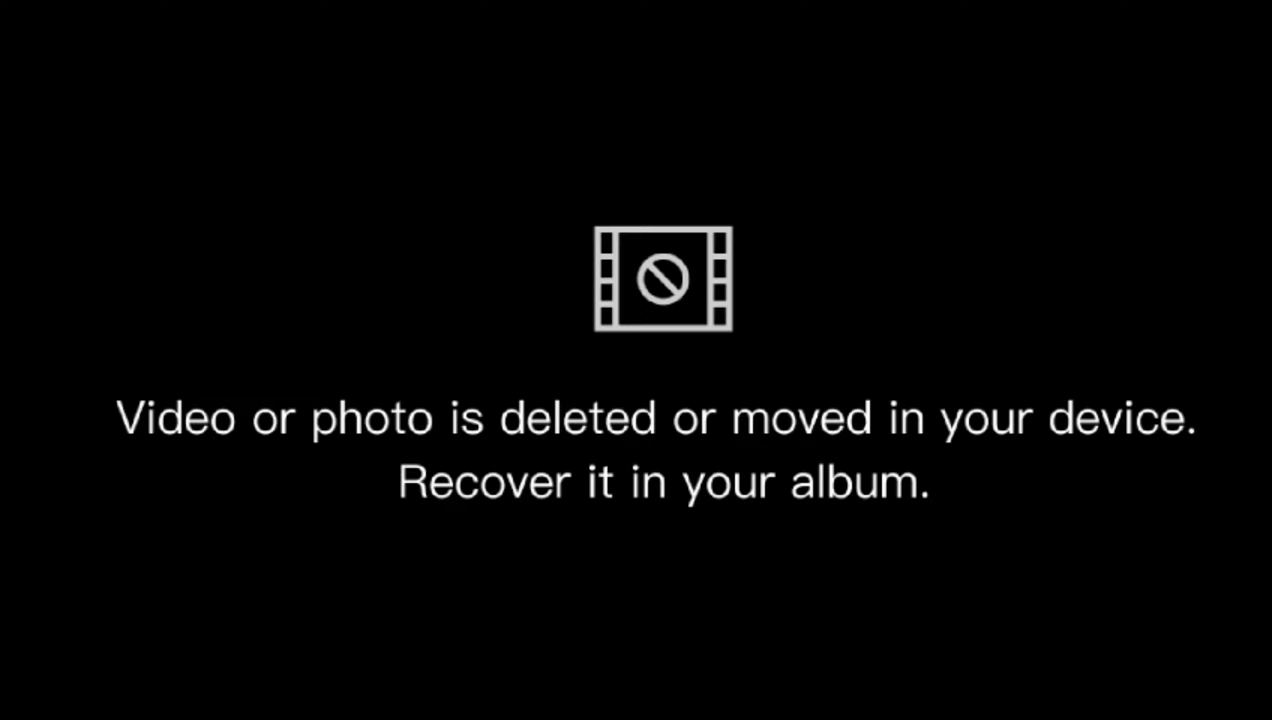 Video or photo is deleted or moved in your device.
Recover it in your album.